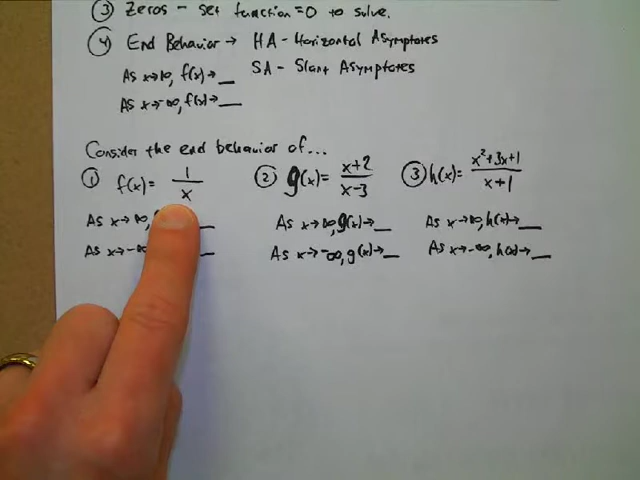 ③ Zeros - set function = 0 to solve.
④ End Behavior → HA - Horizontal Asymptotes
As x→∞, f(x)→__ SA - Slant Asymptotes
As x→-∞, f(x)→__
Consider the end behavior of...
① f(x) = 1/x ② g(x) = x+2/x-3 ③ h(x) = x²+3x+1/x+1
As x→∞, __ As x→∞, g(x)→__ As x→∞, h(x)→__
As x→-∞ __ As x→-∞, g(x)→__ As x→-∞, h(x)→__